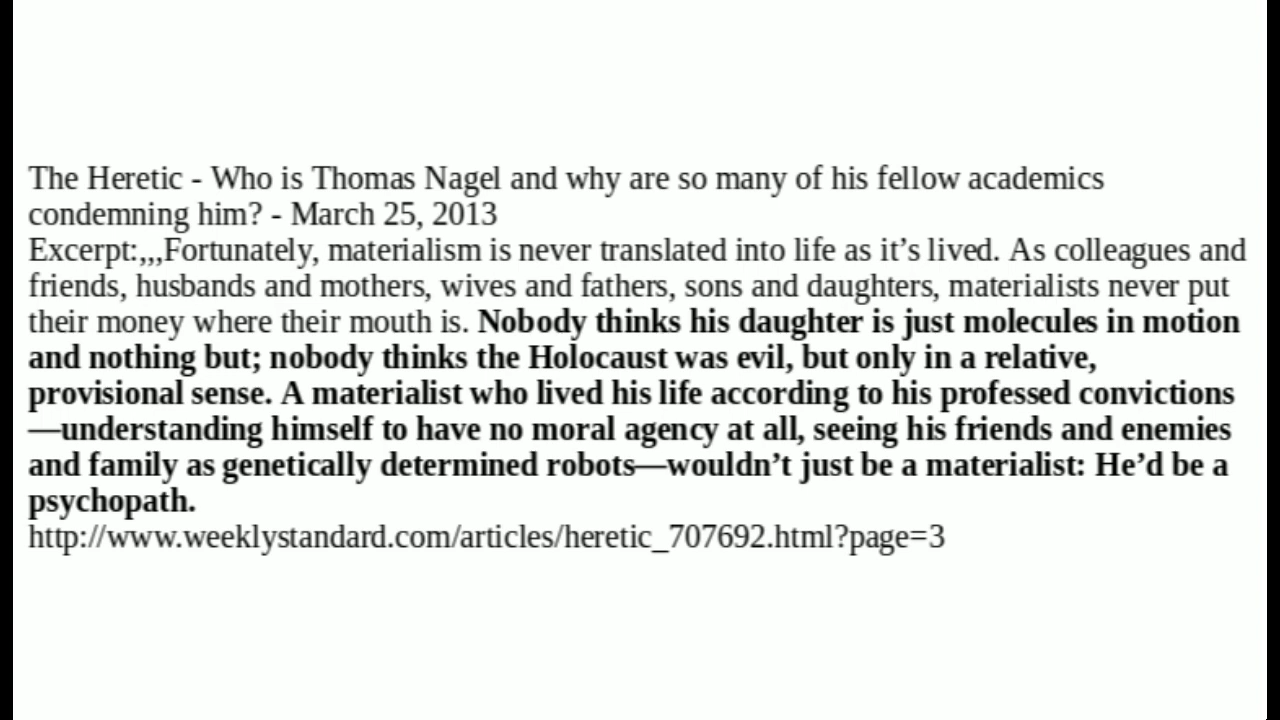 The Heretic - Who is Thomas Nagel and why are so many of his fellow academics
condemning him? - March 25, 2013
Excerpt:,,,Fortunately, materialism is never translated into life as it’s lived. As colleagues and
friends, husbands and mothers, wives and fathers, sons and daughters, materialists never put
their money where their mouth is. Nobody thinks his daughter is just molecules in motion
and nothing but; nobody thinks the Holocaust was evil, but only in a relative,
provisional sense. A materialist who lived his life according to his professed convictions
—understanding himself to have no moral agency at all, seeing his friends and enemies
and family as genetically determined robots—wouldn’t just be a materialist: He’d be a
psychopath.
http://www.weeklystandard.com/articles/heretic_707692.html?page=3